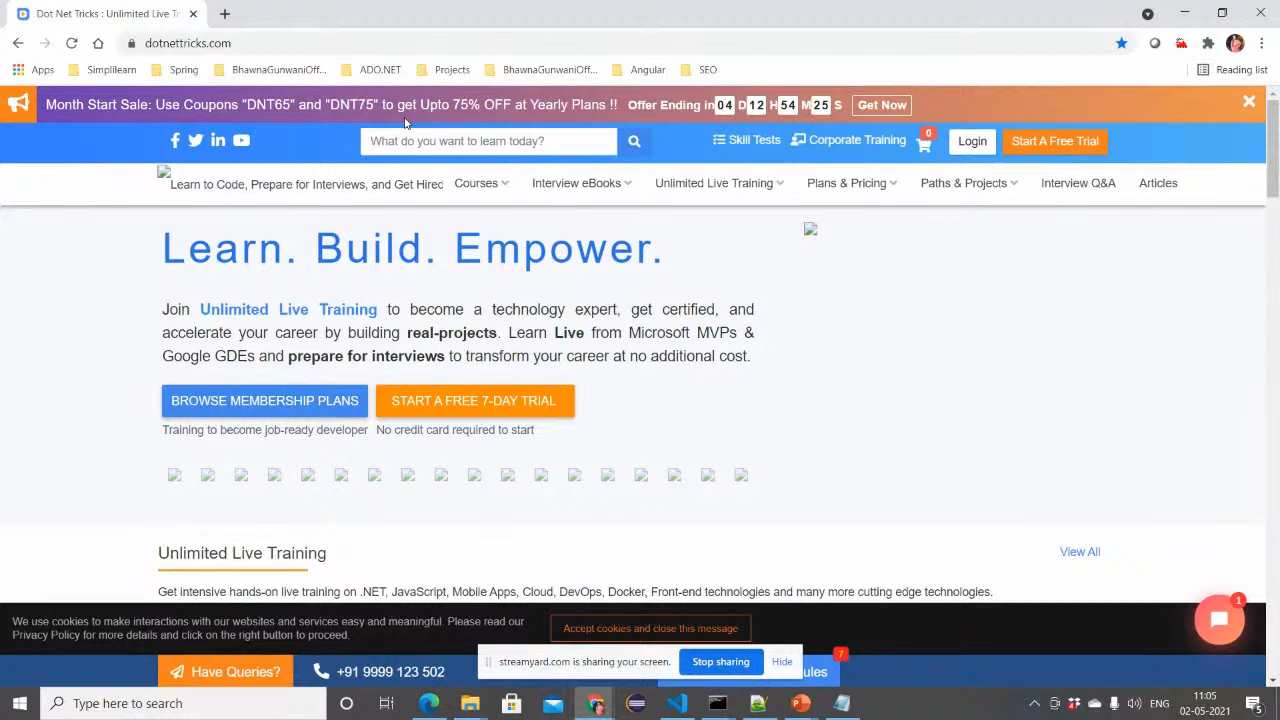 Dot Net Tricks: Unlimited Live Tr
dotnettricks.com
Apps Simplilearn Spring BhawnaGunwaniOff... ADO.NET Projects BhawnaGunwaniOff... Angular SEO Reading list
Month Start Sale: Use Coupons "DNT65" and "DNT75" to get Upto 75% OFF at Yearly Plans !! Offer Ending in 04 D 12 H 54 M 25 S Get Now
What do you want to learn today? Skill Tests Corporate Training 0 Login Start A Free Trial
Learn to Code, Prepare for Interviews, and Get Hired Courses Interview eBooks Unlimited Live Training Plans & Pricing Paths & Projects Interview Q&A Articles
Learn. Build. Empower.
Join Unlimited Live Training to become a technology expert, get certified, and
accelerate your career by building real-projects. Learn Live from Microsoft MVPs &
Google GDEs and prepare for interviews to transform your career at no additional cost.
BROWSE MEMBERSHIP PLANS START A FREE 7-DAY TRIAL
Training to become job-ready developer No credit card required to start
Unlimited Live Training View All
Get intensive hands-on live training on .NET, JavaScript, Mobile Apps, Cloud, DevOps, Docker, Front-end technologies and many more cutting edge technologies.
1
We use cookies to make interactions with our websites and services easy and meaningful. Please read our
Privacy Policy for more details and click on the right button to proceed.
Accept cookies and close this message
Have Queries? +91 9999 123 502 streamyard.com is sharing your screen. Stop sharing Hide 7
Type here to search 11:05
02-05-2021 5